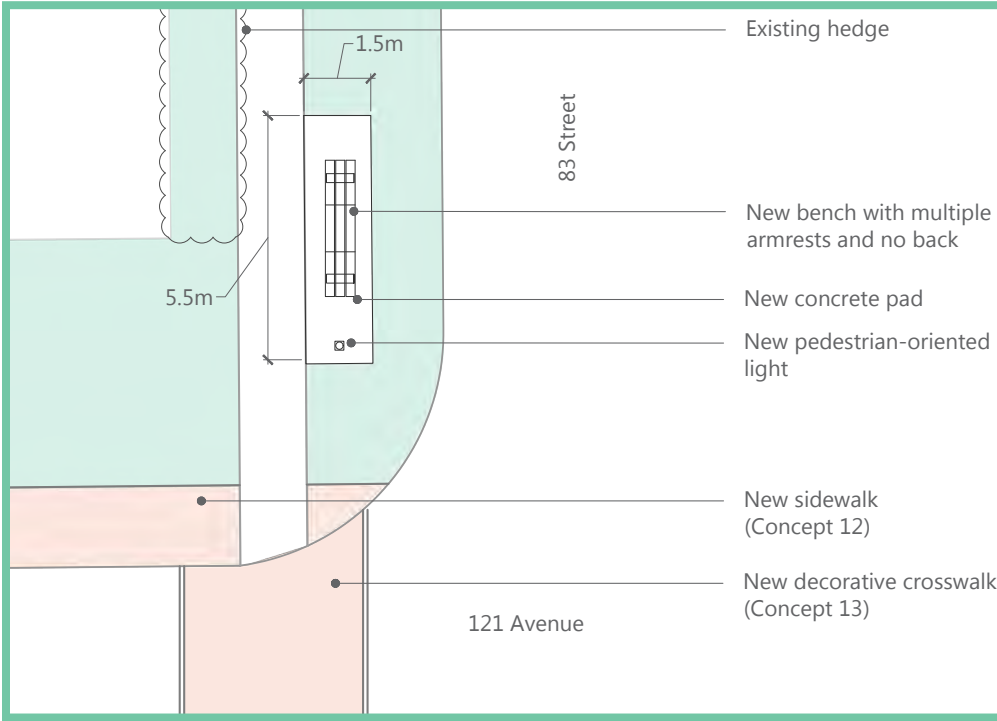 Existing hedge
1.5m
83 Street
New bench with multiple
armrests and no back
5.5m
New concrete pad
New pedestrian-oriented
light
New sidewalk
(Concept 12)
New decorative crosswalk
(Concept 13)
121 Avenue